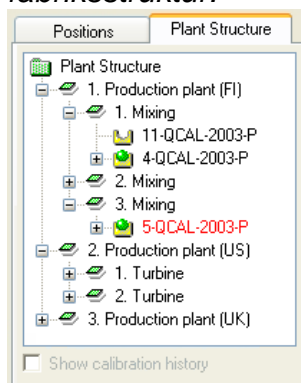 fabriksstruktur.
Positions Plant Structure
Plant Structure
1. Production plant (FI)
1. Mixing
11-QCAL-2003-P
4-QCAL-2003-P
2. Mixing
3. Mixing
5-QCAL-2003-P
2. Production plant (US)
1. Turbine
2. Turbine
3. Production plant (UK)
Show calibration history